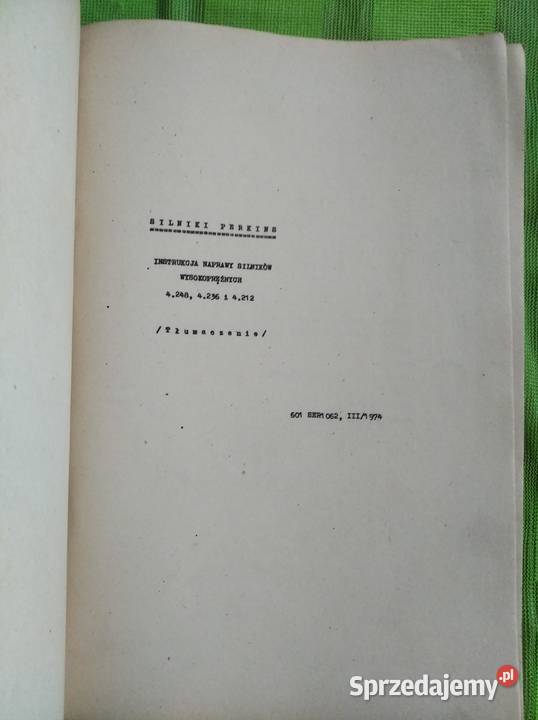 SILNIKI PERKINS
INSTRUKCJA NAPRAWY SILNIKÓW
WYSOKOPRĘŻNYCH
4.248, 4.236 i 4.212
/Tłumaczenie/
601 SER1062, III/1974
Sprzedajemy.pl